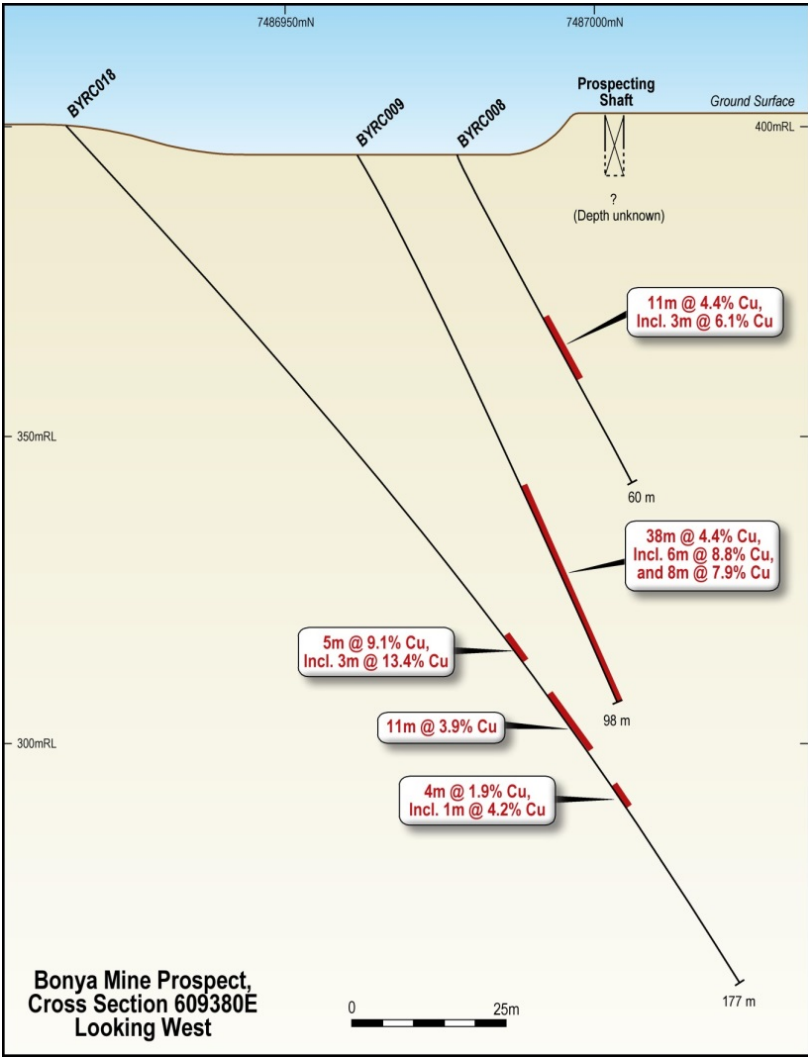 7486950mN
7487000mN
BYRC018
BYRC009
BYRC008
Prospecting
Shaft
Ground Surface
400mRL
?
(Depth unknown)
11m @ 4.4% Cu,
Incl. 3m @ 6.1% Cu
350mRL
60 m
38m @ 4.4% Cu,
Incl. 6m @ 8.8% Cu,
and 8m @ 7.9% Cu
5m @ 9.1% Cu,
Incl. 3m @ 13.4% Cu
98 m
11m @ 3.9% Cu
300mRL
4m @ 1.9% Cu,
Incl. 1m @ 4.2% Cu
Bonya Mine Prospect,
Cross Section 609380E
Looking West
0
25m
177 m